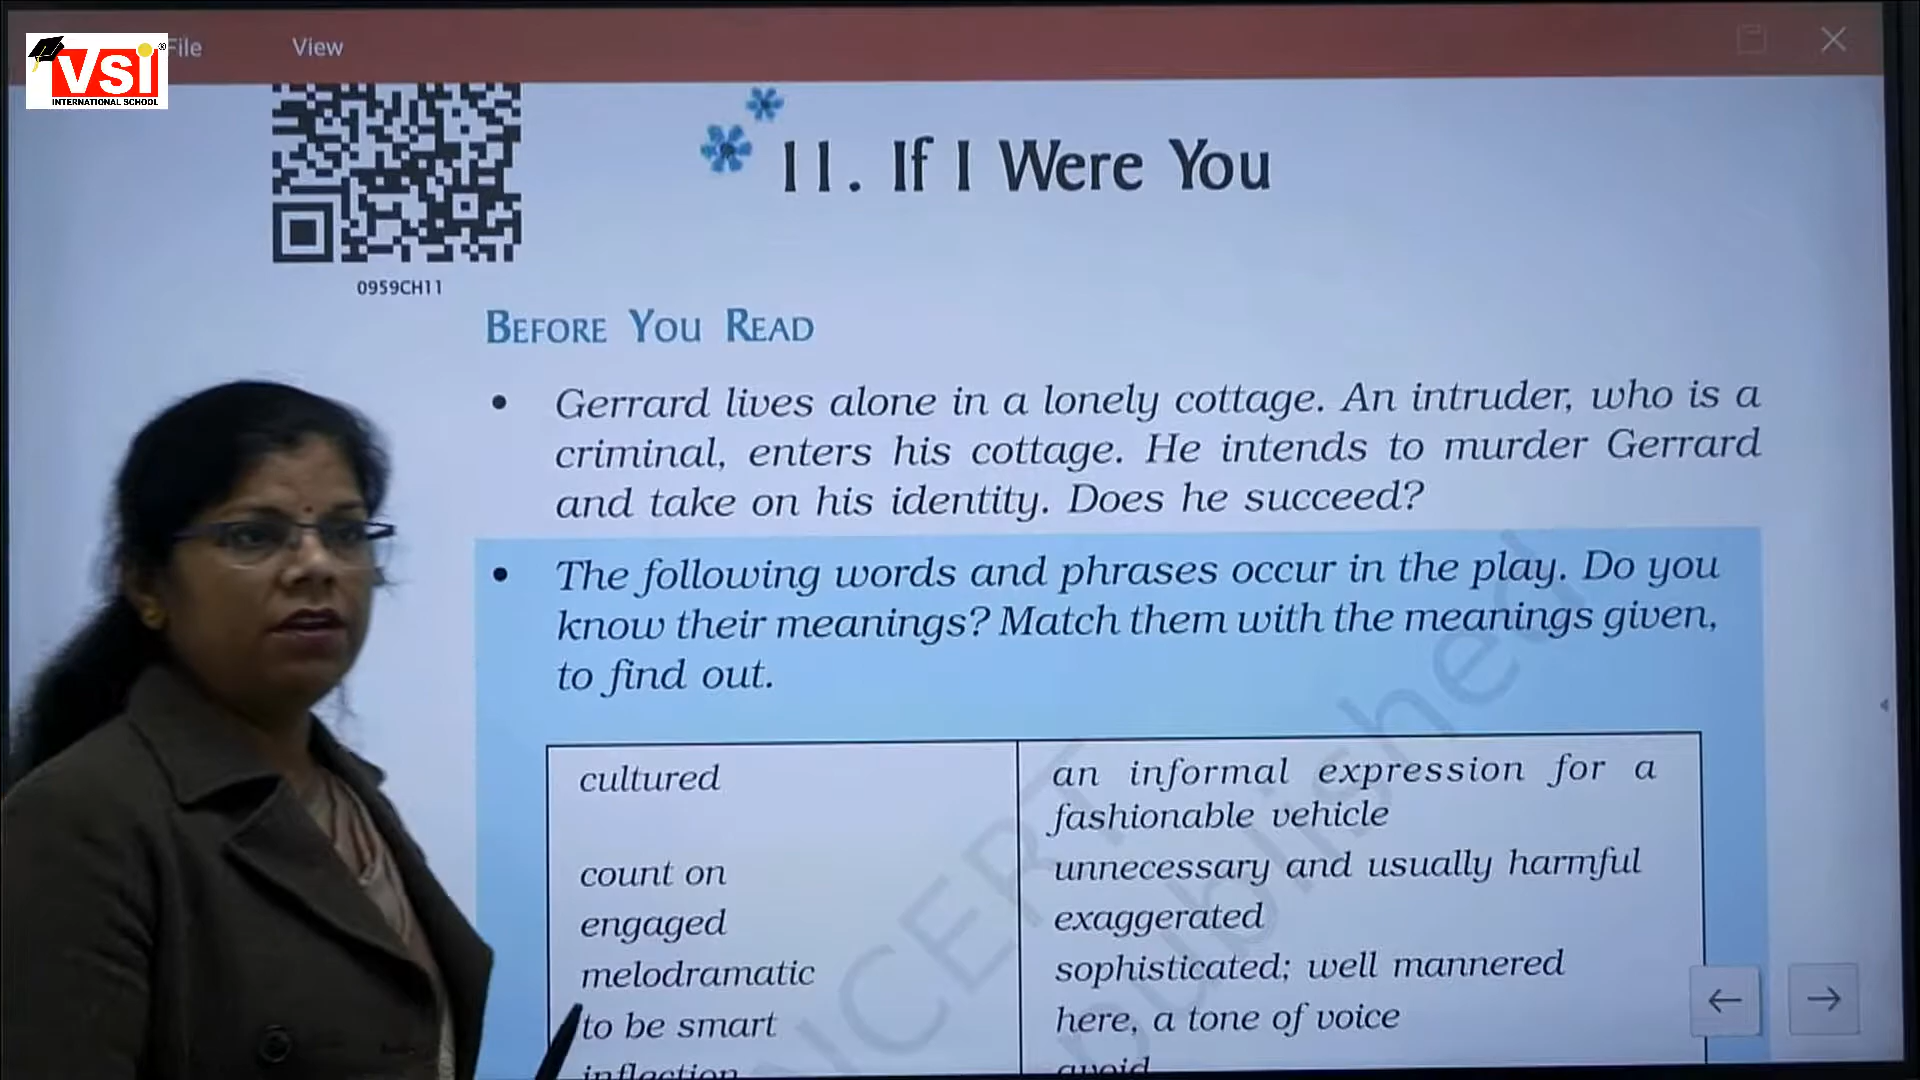 File
View
VSI
®
INTERNATIONAL SCHOOL
11. If I Were You
0959CH11
BEFORE YOU READ
• Gerrard lives alone in a lonely cottage. An intruder, who is a
criminal, enters his cottage. He intends to murder Gerrard
and take on his identity. Does he succeed?
• The following words and phrases occur in the play. Do you
know their meanings? Match them with the meanings given,
to find out.
cultured
an informal expression for a
fashionable vehicle
count on
unnecessary and usually harmful
engaged
exaggerated
melodramatic
sophisticated; well mannered
to be smart
here, a tone of voice
inflection
avoid
NCERT
published